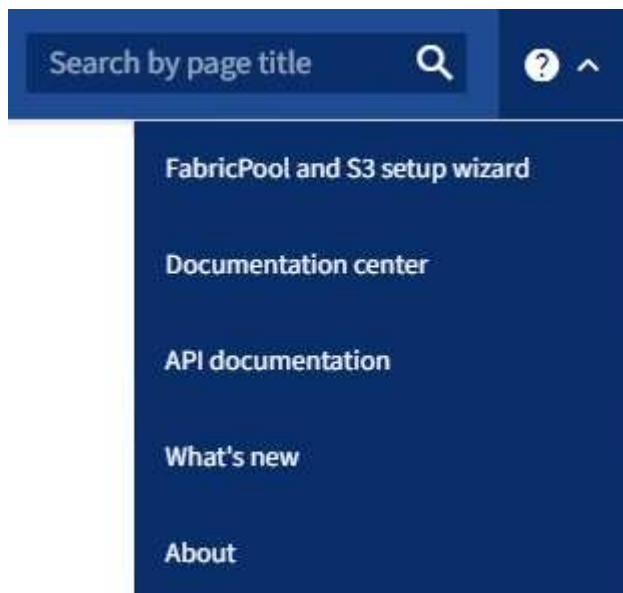 Search by page title
FabricPool and S3 setup wizard
Documentation center
API documentation
What's new
About